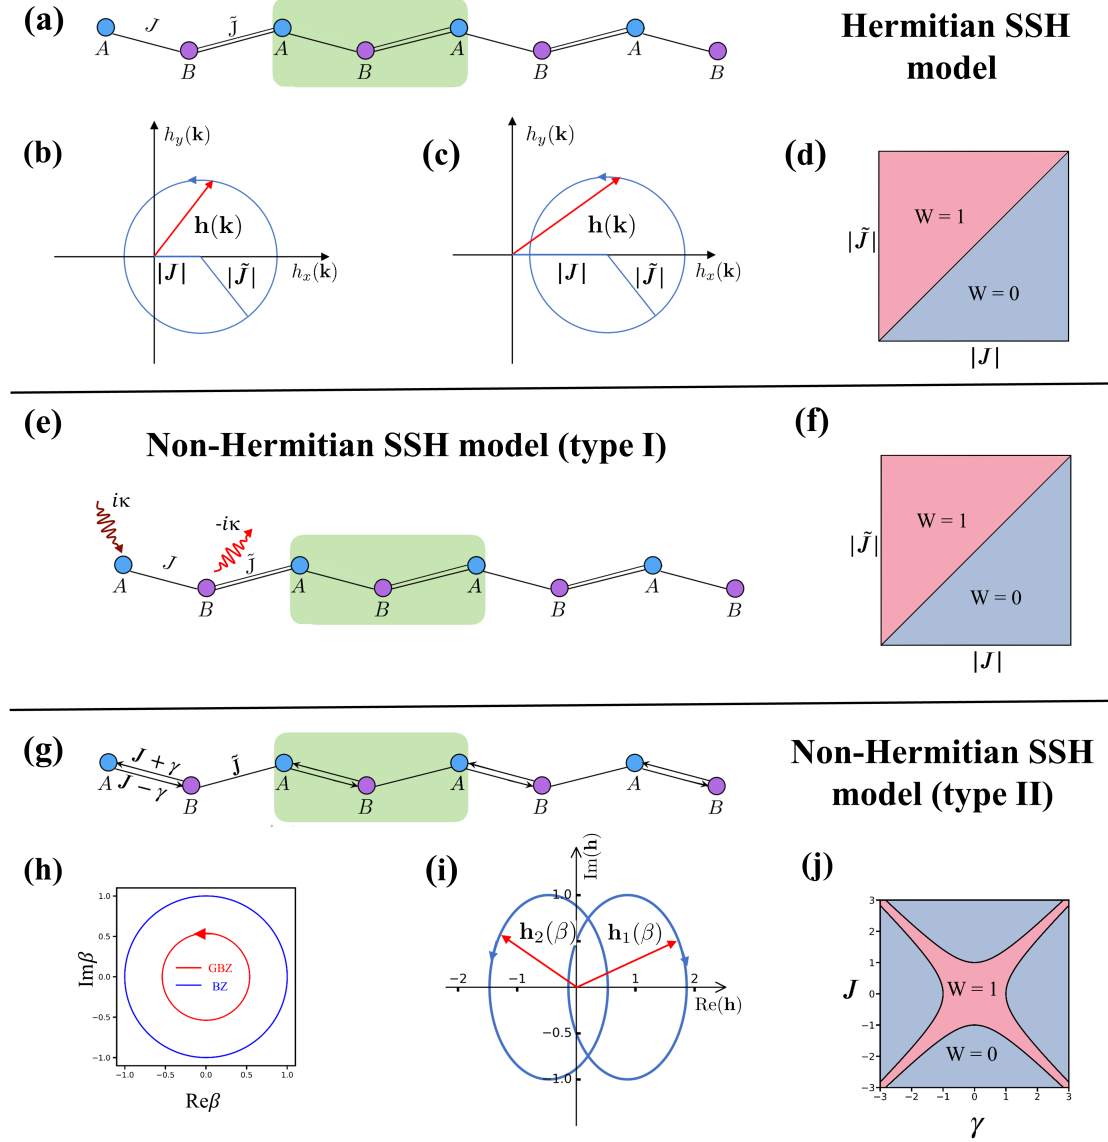 (a)
J
J̃
A
B
A
B
A
B
A
B
Hermitian SSH
model
(b)
h_y(k)
h(k)
|J|
|J̃|
h_x(k)
(c)
h_y(k)
h(k)
|J|
|J̃|
h_x(k)
(d)
W = 1
|J̃|
W = 0
|J|
(e)
Non-Hermitian SSH model (type I)
iκ
-iκ
J
J̃
A
B
A
B
A
B
A
B
(f)
W = 1
|J̃|
W = 0
|J|
(g)
J + γ
J − γ
J̃
A
B
A
B
A
B
A
B
Non-Hermitian SSH
model (type II)
(h)
1.0
0.5
0.0
−0.5
−1.0
Imβ
GBZ
BZ
−1.0 −0.5 0.0 0.5 1.0
Reβ
(i)
Im(h)
1.0
h₂(β)
h₁(β)
−2 −1 1 2
Re(h)
−0.5
−1.0
(j)
3
2
1
0
−1
−2
−3
J
W = 1
W = 0
−3 −2 −1 0 1 2 3
γ